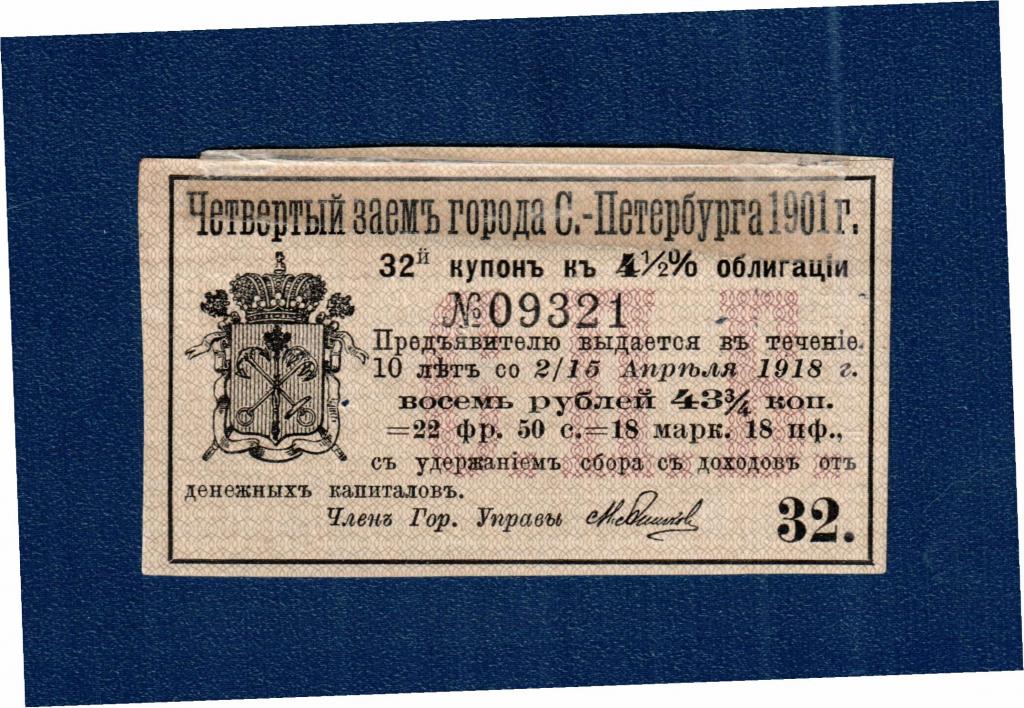 Четвертый заемъ города С.-Петербурга 1901 г.
32й купонъ къ 4½% облигаціи
№09321
Предъявителю выдается въ теченіе
10 лѣтъ со 2/15 Апрѣля 1918 г.
восемь рублей 43¾ коп.
=22 фр. 50 с.=18 марк. 18 пф.,
съ удержаніемъ сбора съ доходовъ отъ
денежныхъ капиталовъ.
Членъ Гор. Управы
32.